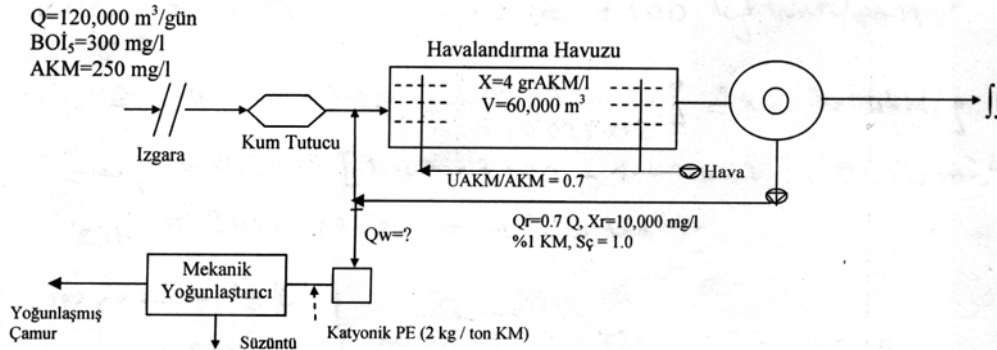 Q=120,000 m³/gün
BOİ₅=300 mg/l
AKM=250 mg/l
Havalandırma Havuzu
X=4 grAKM/l
V=60,000 m³
Izgara
Kum Tutucu
UAKM/AKM = 0.7
Hava
Qr=0.7 Q, Xr=10,000 mg/l
%1 KM, Sç = 1.0
Qw=?
Mekanik
Yoğunlaştırıcı
Yoğunlaşmış
Çamur
Süzüntü
Katyonik PE (2 kg / ton KM)